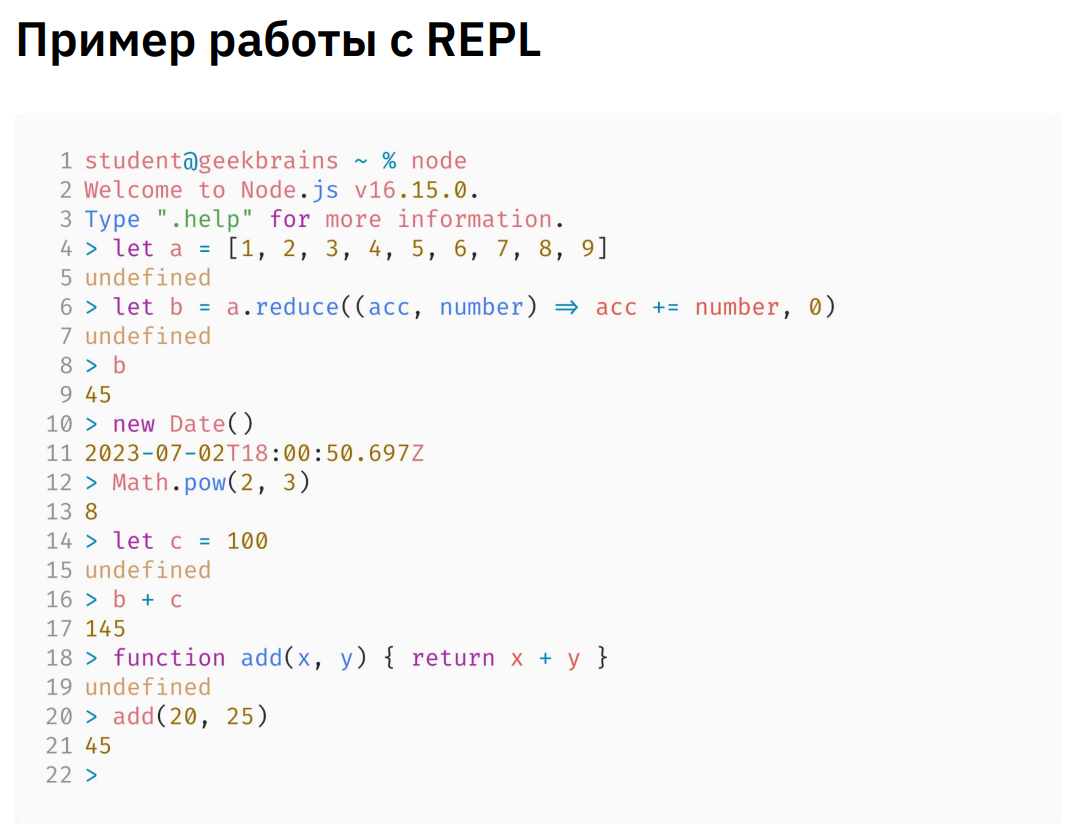 Пример работы с REPL
1 student@geekbrains ~ % node
2 Welcome to Node.js v16.15.0.
3 Type ".help" for more information.
4 > let a = [1, 2, 3, 4, 5, 6, 7, 8, 9]
5 undefined
6 > let b = a.reduce((acc, number) => acc += number, 0)
7 undefined
8 > b
9 45
10 > new Date()
11 2023-07-02T18:00:50.697Z
12 > Math.pow(2, 3)
13 8
14 > let c = 100
15 undefined
16 > b + c
17 145
18 > function add(x, y) { return x + y }
19 undefined
20 > add(20, 25)
21 45
22 >